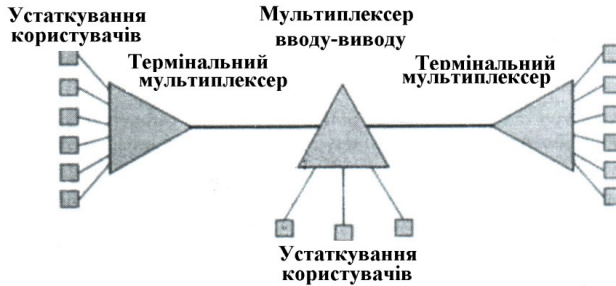 Устаткування
користувачів
Мультиплексер
вводу-виводу
Термінальний
мультиплексер
Термінальний
мультиплексер
Устаткування
користувачів